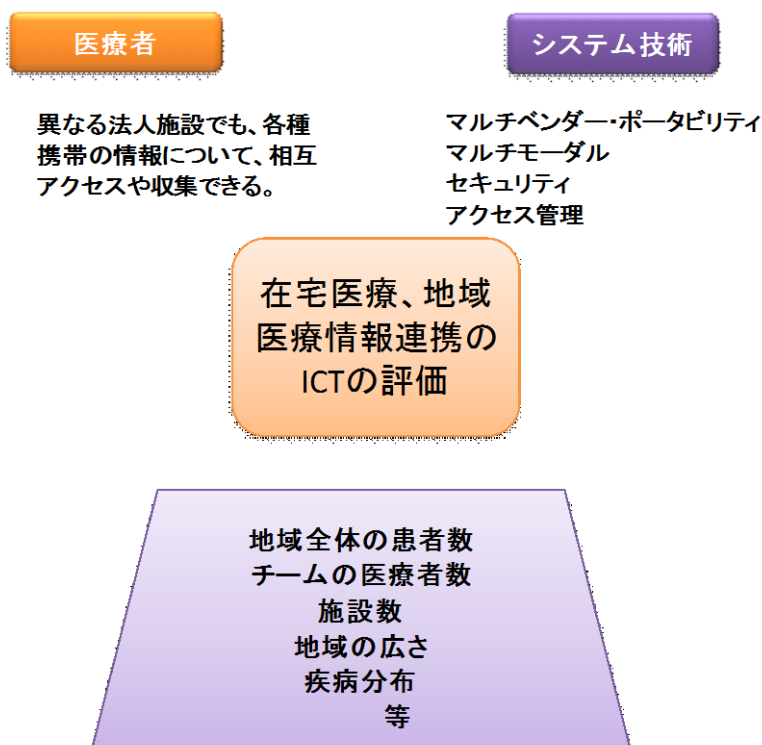 医療者
異なる法人施設でも、各種
携帯の情報について、相互
アクセスや収集できる。
システム技術
マルチベンダー・ポータビリティ
マルチモーダル
セキュリティ
アクセス管理
在宅医療、地域
医療情報連携の
ICTの評価
地域全体の患者数
チームの医療者数
施設数
地域の広さ
疾病分布
等